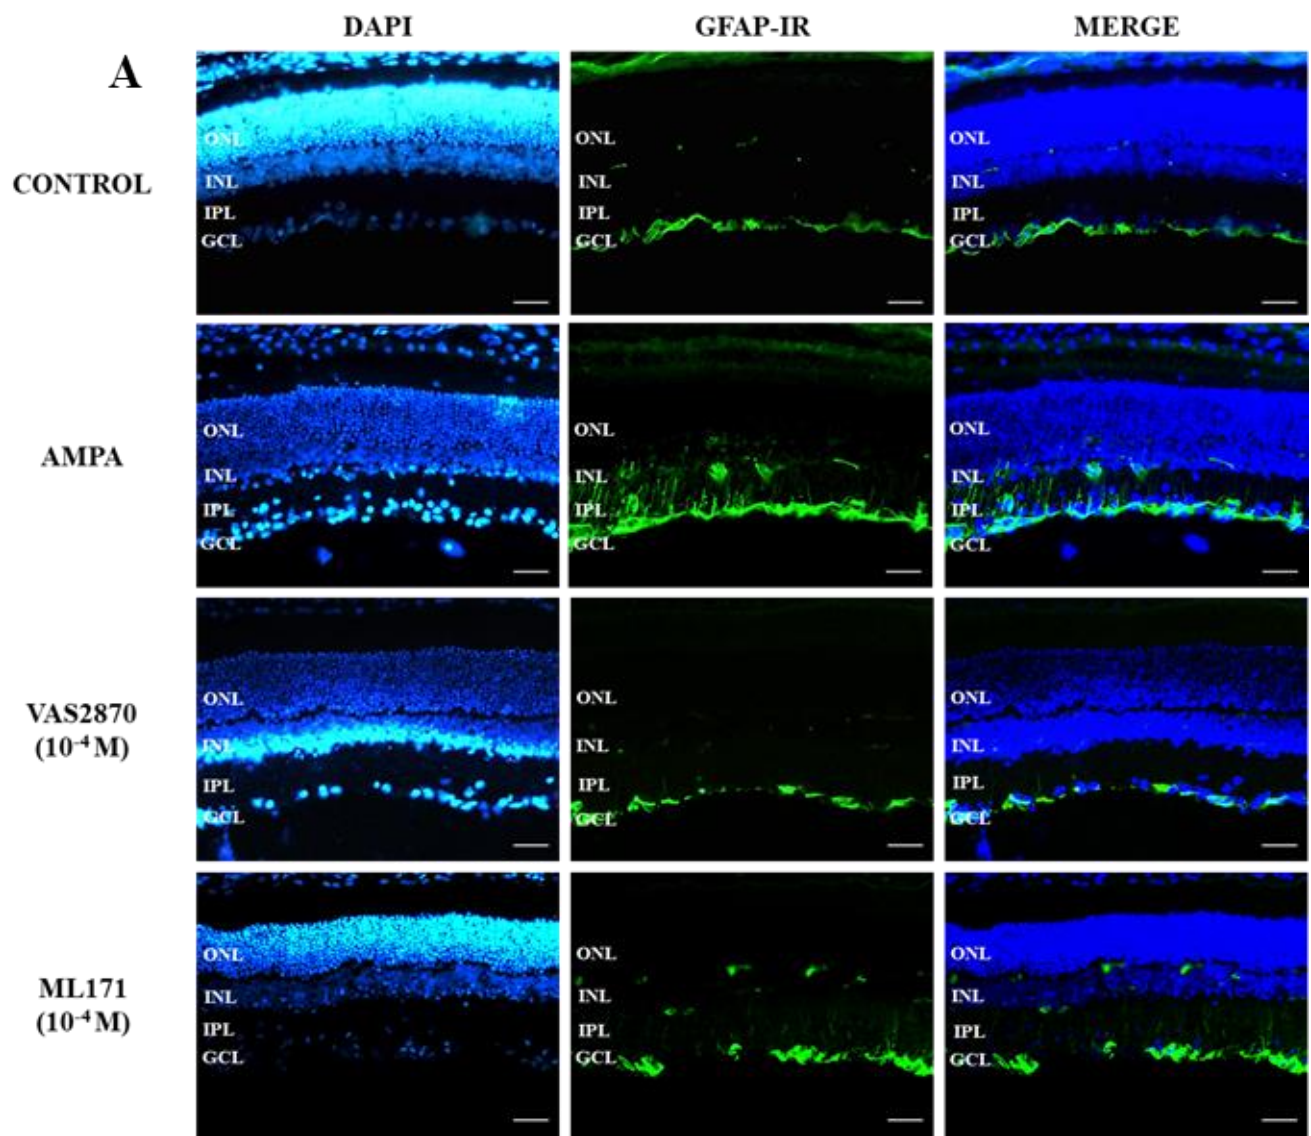 DAPI GFAP-IR MERGE
A
CONTROL
ONL ONL ONL
INL INL INL
IPL IPL IPL
GCL GCL GCL
AMPA
ONL ONL ONL
INL INL INL
IPL IPL IPL
GCL GCL GCL
VAS2870
(10⁻⁴ M)
ONL ONL ONL
INL INL INL
IPL IPL IPL
GCL GCL GCL
ML171
(10⁻⁴ M)
ONL ONL ONL
INL INL INL
IPL IPL IPL
GCL GCL GCL